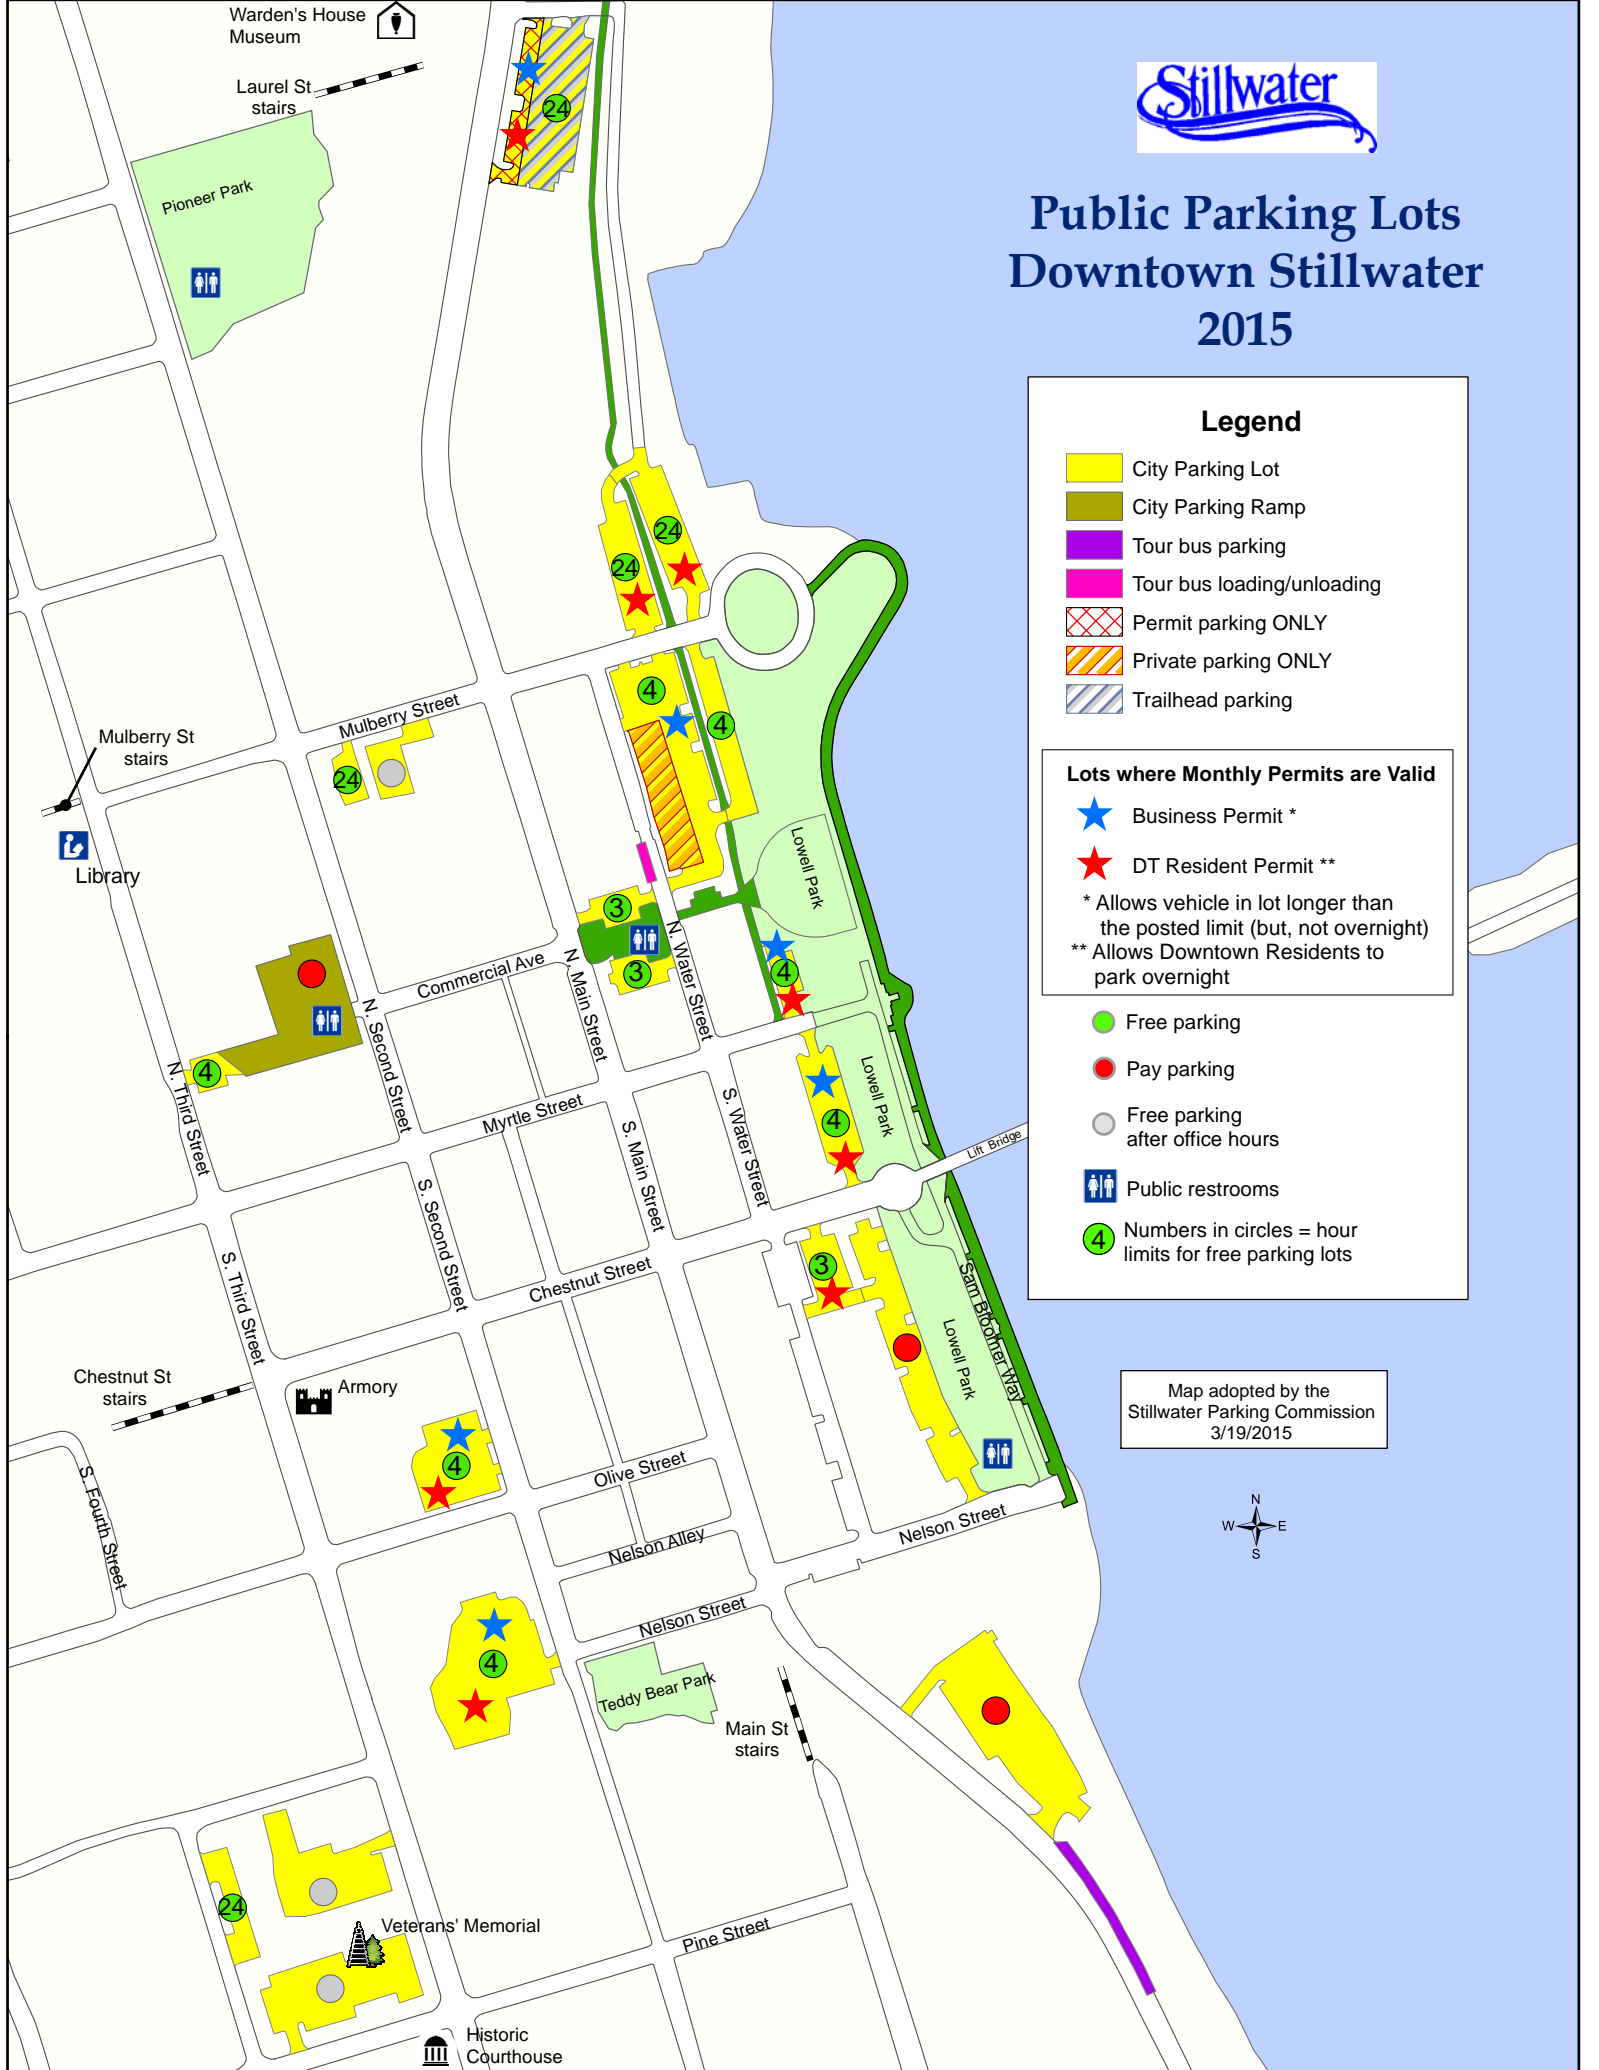 Warden's House
Museum
Laurel St
stairs
Pioneer Park
24
Stillwater
Public Parking Lots
Downtown Stillwater
2015
Legend
City Parking Lot
City Parking Ramp
Tour bus parking
Tour bus loading/unloading
Permit parking ONLY
Private parking ONLY
Trailhead parking
Lots where Monthly Permits are Valid
Business Permit *
DT Resident Permit **
* Allows vehicle in lot longer than
the posted limit (but, not overnight)
** Allows Downtown Residents to
park overnight
Free parking
Pay parking
Free parking
after office hours
Public restrooms
4
Numbers in circles = hour
limits for free parking lots
Map adopted by the
Stillwater Parking Commission
3/19/2015
N
W
E
S
24
24
4
4
Mulberry Street
Mulberry St
stairs
24
Library
Lowell Park
3
3
N. Water Street
N. Main Street
Commercial Ave
4
N. Second Street
4
N. Third Street
Myrtle Street
S. Water Street
4
Lowell Park
Lift Bridge
S. Main Street
S. Second Street
S. Third Street
Chestnut Street
3
Sam Bloomer Way
Lowell Park
Chestnut St
stairs
Armory
4
Olive Street
S. Fourth Street
Nelson Alley
Nelson Street
Nelson Street
4
Teddy Bear Park
Main St
stairs
24
Veterans' Memorial
Pine Street
Historic
Courthouse